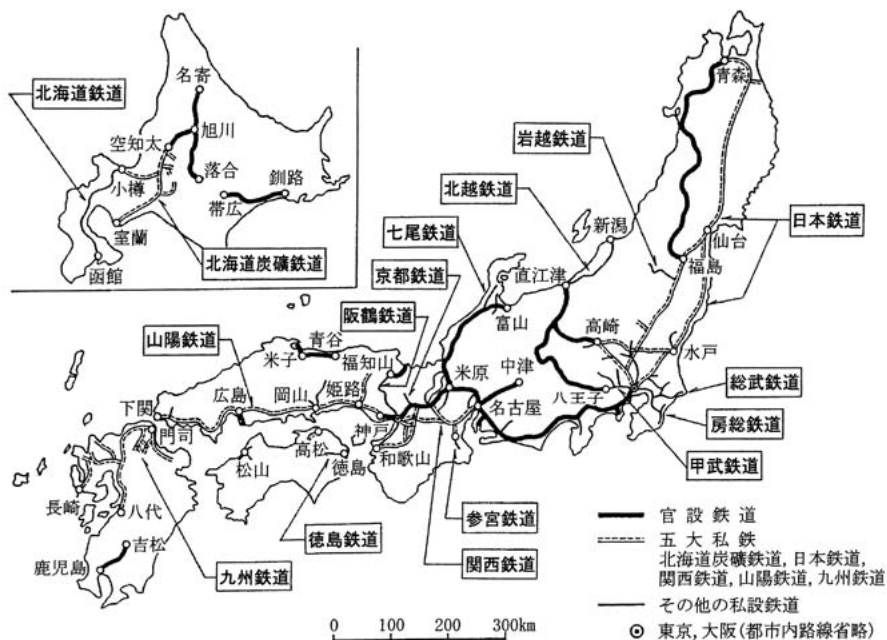 北海道鉄道
名寄
旭川
空知太
落合
小樽
釧路
帯広
室蘭
函館
北海道炭礦鉄道
青森
岩越鉄道
北越鉄道
新潟
仙台
日本鉄道
福島
七尾鉄道
直江津
京都鉄道
富山
高崎
水戸
阪鶴鉄道
山陽鉄道
青谷
米子
福知山
米原
中津
八王子
総武鉄道
広島
岡山
姫路
名古屋
下関
神戸
房総鉄道
門司
高松
和歌山
甲武鉄道
松山
徳島
長崎
八代
参宮鉄道
吉松
徳島鉄道
関西鉄道
鹿児島
九州鉄道
官設鉄道
五大私鉄
北海道炭礦鉄道,日本鉄道,
関西鉄道,山陽鉄道,九州鉄道
その他の私設鉄道
東京,大阪(都市内路線省略)
0 100 200 300km